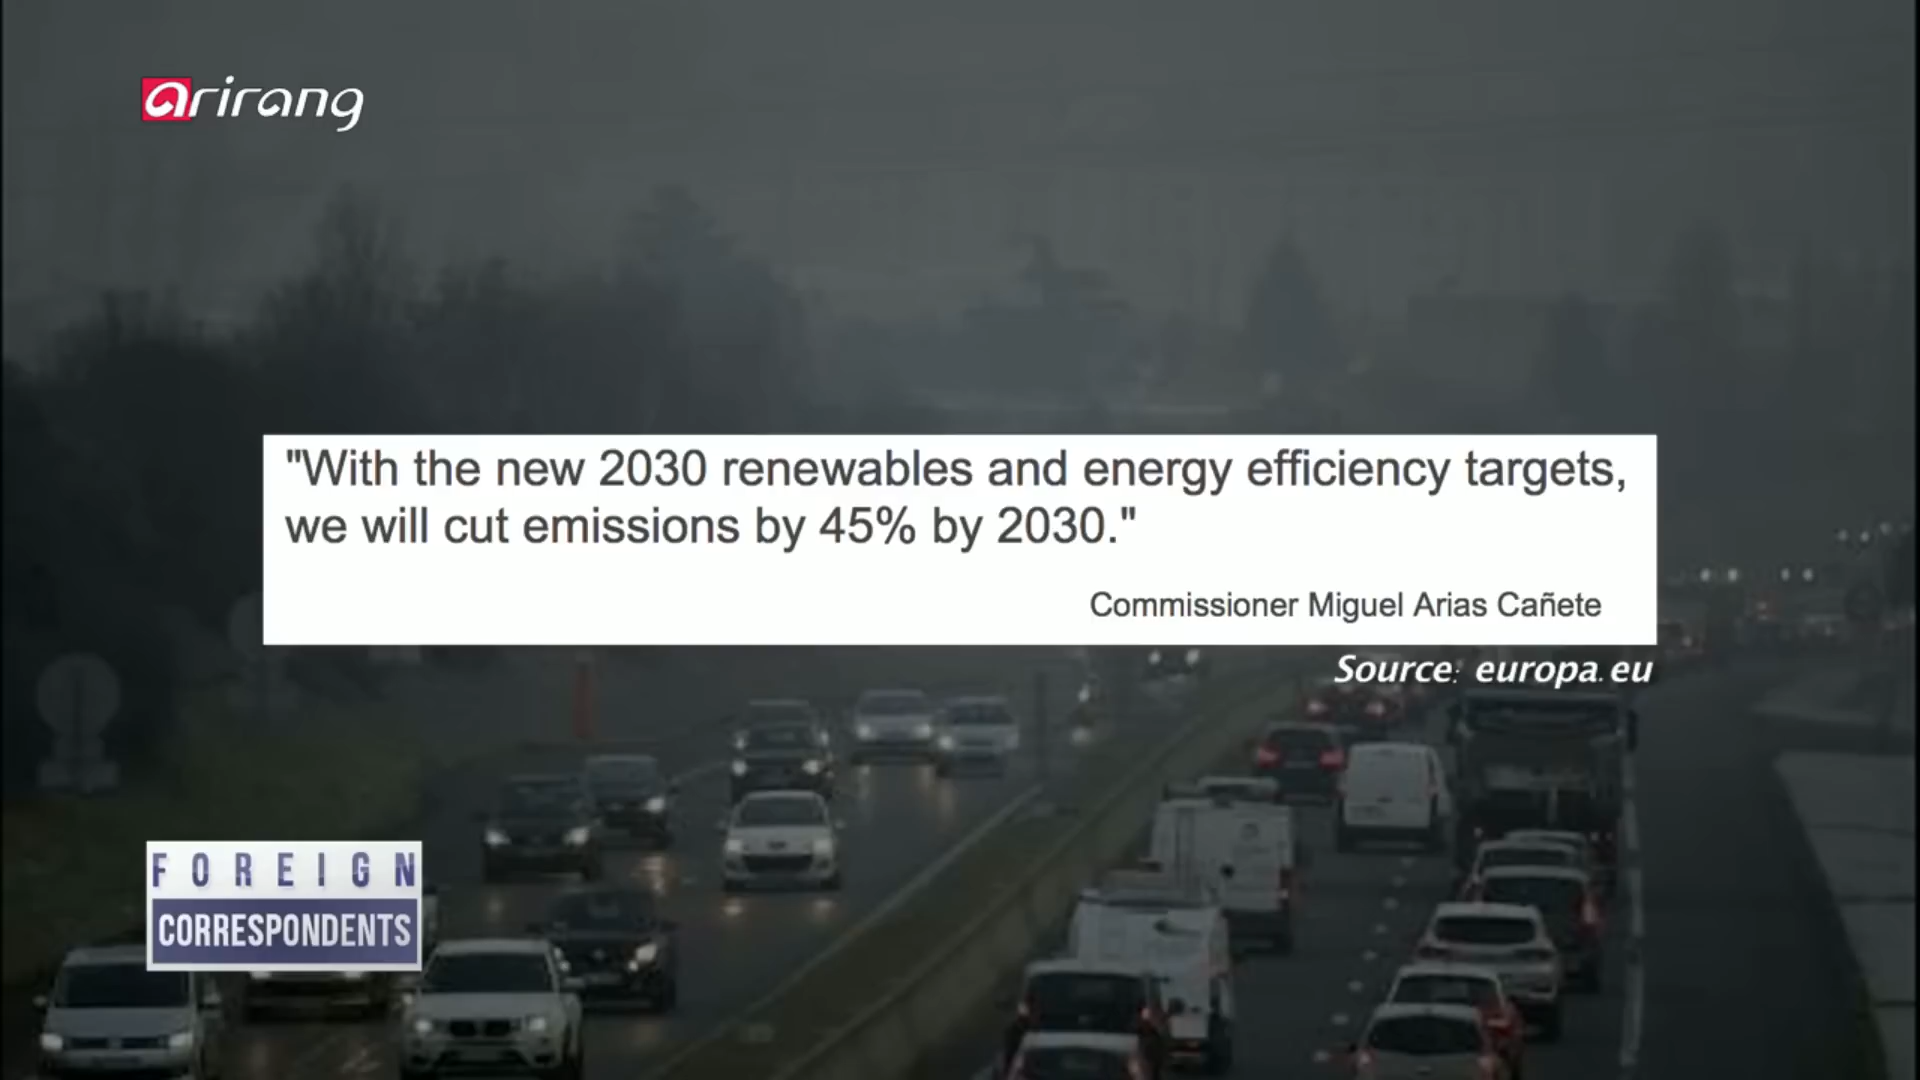 arirang
"With the new 2030 renewables and energy efficiency targets,
we will cut emissions by 45% by 2030."
Commissioner Miguel Arias Cañete
Source: europa.eu
FOREIGN
CORRESPONDENTS